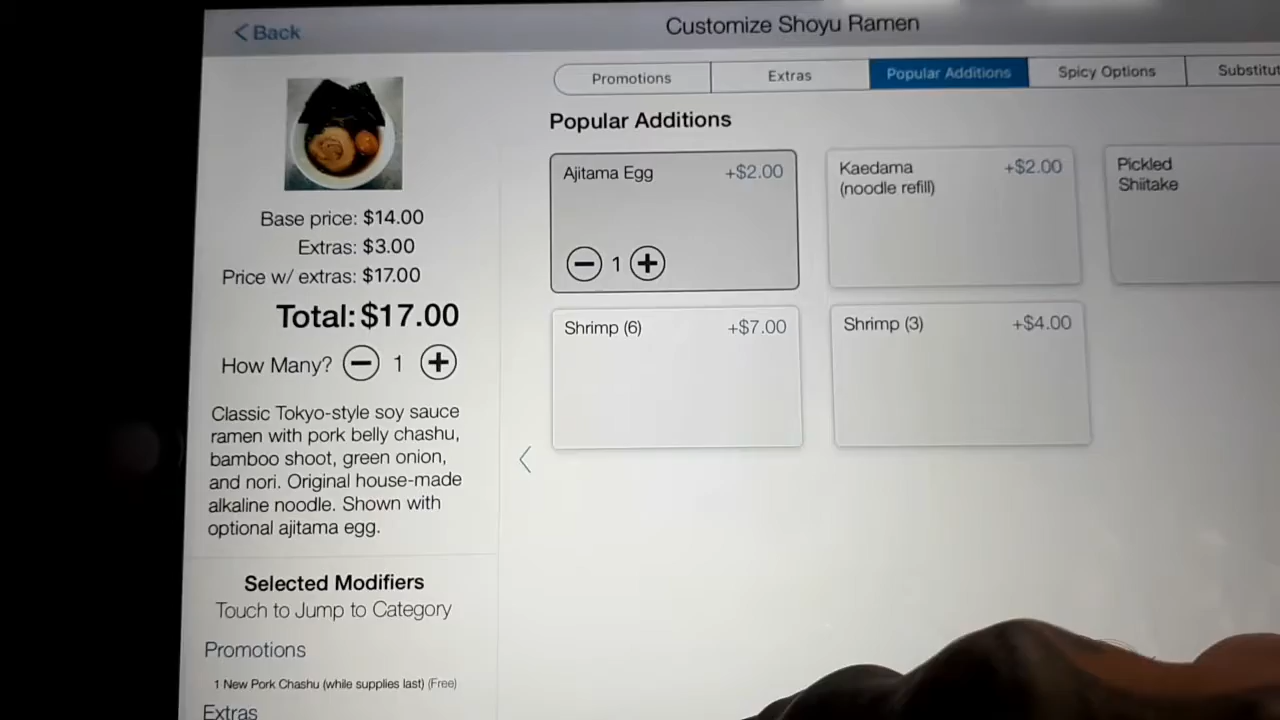 < Back
Customize Shoyu Ramen
Promotions
Extras
Popular Additions
Spicy Options
Base price: $14.00
Extras: $3.00
Price w/ extras: $17.00
Total: $17.00
How Many? 1
Classic Tokyo-style soy sauce
ramen with pork belly chashu,
bamboo shoot, green onion,
and nori. Original house-made
alkaline noodle. Shown with
optional ajitama egg.
Selected Modifiers
Touch to Jump to Category
Promotions
1 New Pork Chashu (while supplies last) (Free)
Extras
Popular Additions
Ajitama Egg +$2.00
1
Kaedama +$2.00
(noodle refill)
Pickled
Shiitake
Shrimp (6) +$7.00
Shrimp (3) +$4.00